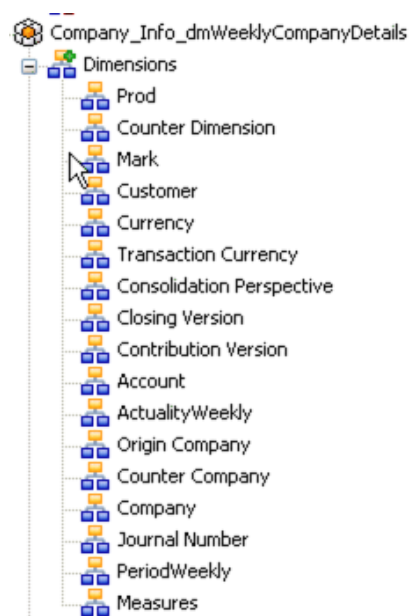 Company_Info_dmWeeklyCompanyDetails
Dimensions
Prod
Counter Dimension
Mark
Customer
Currency
Transaction Currency
Consolidation Perspective
Closing Version
Contribution Version
Account
ActualityWeekly
Origin Company
Counter Company
Company
Journal Number
PeriodWeekly
Measures